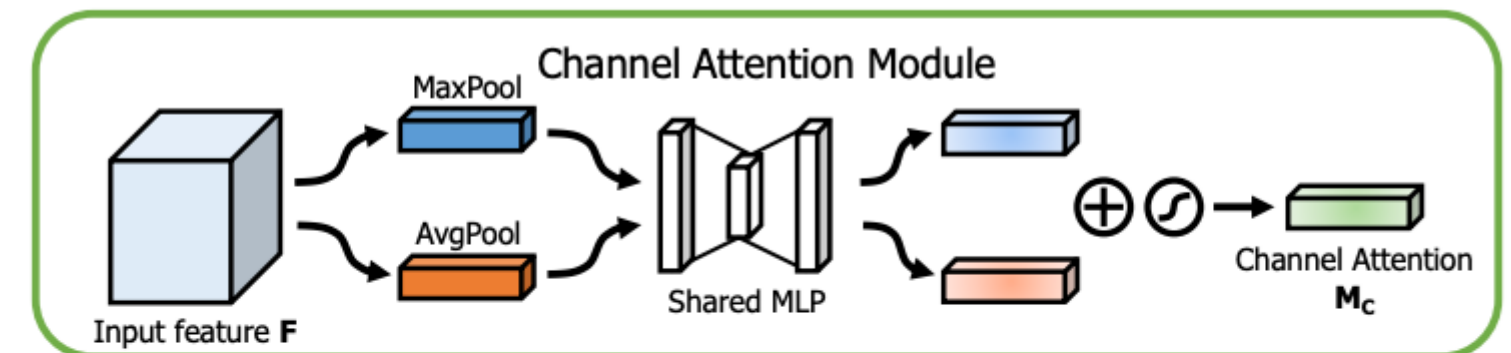 Channel Attention Module
MaxPool
AvgPool
Input feature F
Shared MLP
Channel Attention
Mc